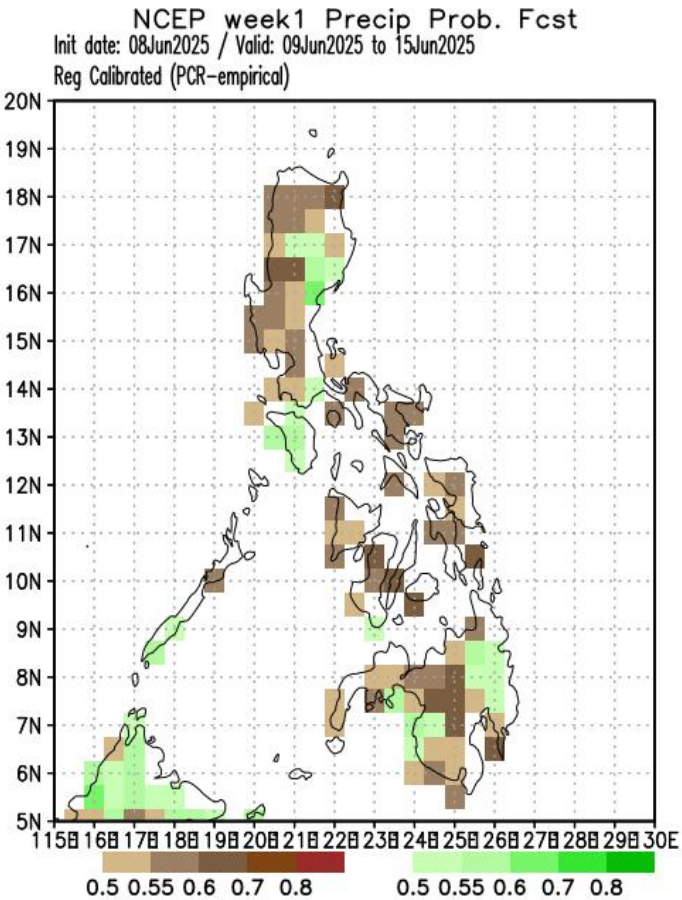 NCEP week1 Precip Prob. Fcst
Init date: 08Jun2025 / Valid: 09Jun2025 to 15Jun2025
Reg Calibrated (PCR-empirical)
20N
19N
18N
17N
16N
15N
14N
13N
12N
11N
10N
9N
8N
7N
6N
5N
0.5 0.55 0.6 0.7 0.8 0.5 0.55 0.6 0.7 0.8